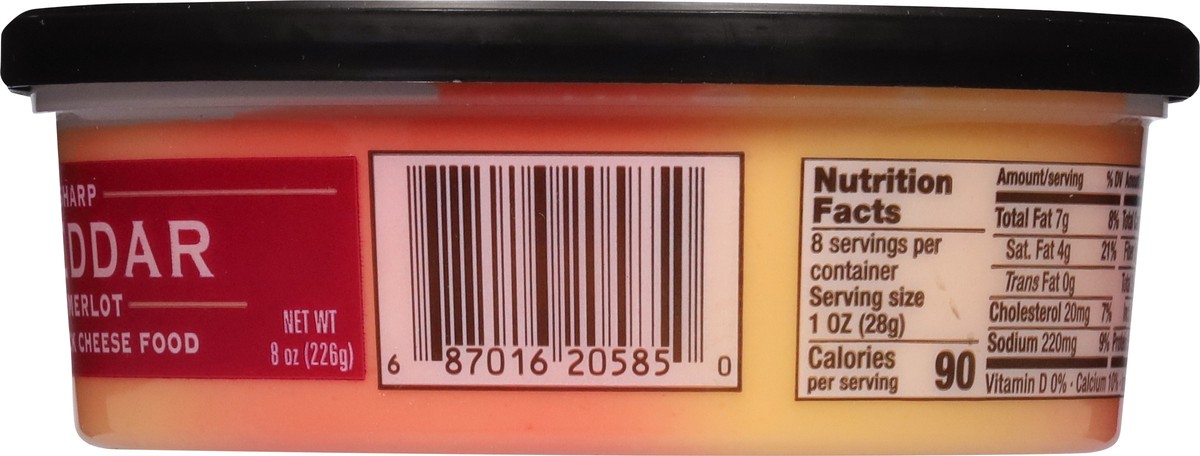 HARP
DDAR
MERLOT
CHEESE FOOD
NET WT
8 oz (226g)
6 87016 20585 0
Nutrition
Facts
8 servings per
container
Serving size
1 OZ (28g)
Calories
per serving 90
Amount/serving % DV
Total Fat 7g 8%
Sat. Fat 4g 21%
Trans Fat 0g
Cholesterol 20mg 7%
Sodium 220mg 9%
Vitamin D 0% • Calcium 10%